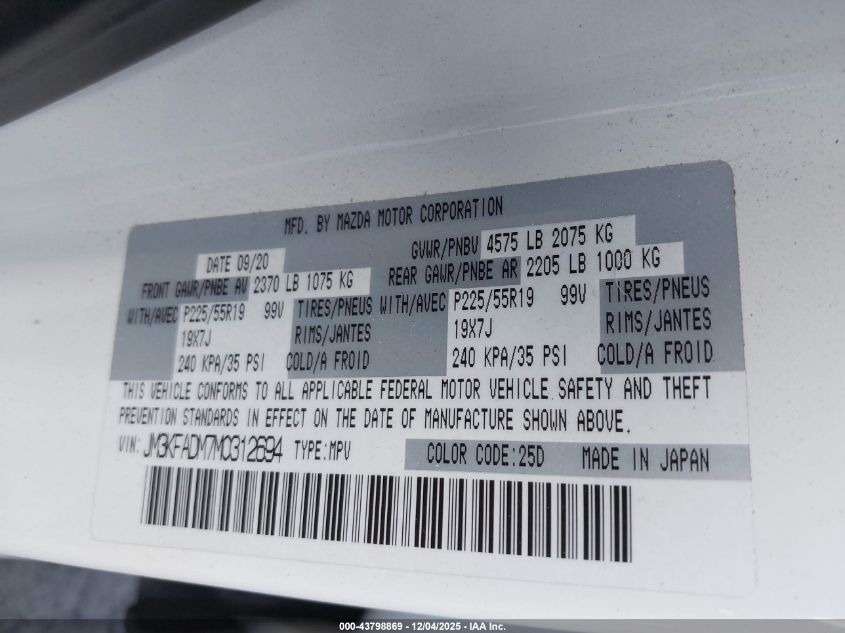 MFD. BY MAZDA MOTOR CORPORATION
DATE 09/20 GVWR/PNBV 4575 LB 2075 KG
FRONT GAWR/PNBE AV 2370 LB 1075 KG REAR GAWR/PNBE AR 2205 LB 1000 KG
WITH/AVEC P225/55R19 99V TIRES/PNEUS WITH/AVEC P225/55R19 99V TIRES/PNEUS
19X7J RIMS/JANTES 19X7J RIMS/JANTES
240 KPA/35 PSI COLD/A FROID 240 KPA/35 PSI COLD/A FROID
THIS VEHICLE CONFORMS TO ALL APPLICABLE FEDERAL MOTOR VEHICLE SAFETY AND THEFT
PREVENTION STANDARDS IN EFFECT ON THE DATE OF MANUFACTURE SHOWN ABOVE.
VIN: JM3KFADM7M0312694 TYPE:MPV COLOR CODE:25D MADE IN JAPAN
000-43798869 - 12/04/2025 - IAA Inc.